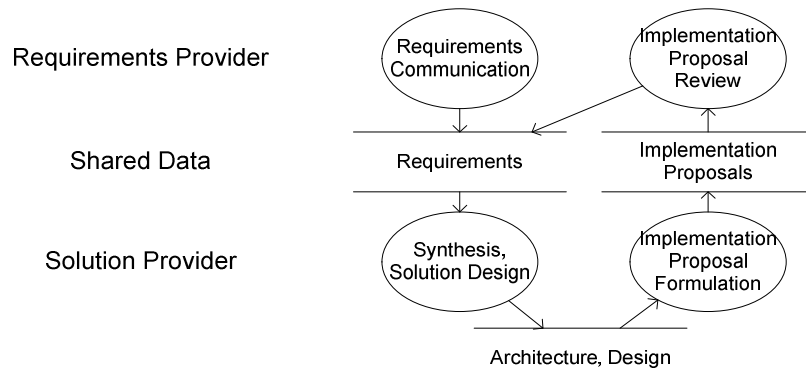 Requirements Provider
Requirements
Communication
Implementation
Proposal
Review
Shared Data
Requirements
Implementation
Proposals
Solution Provider
Synthesis,
Solution Design
Implementation
Proposal
Formulation
Architecture, Design